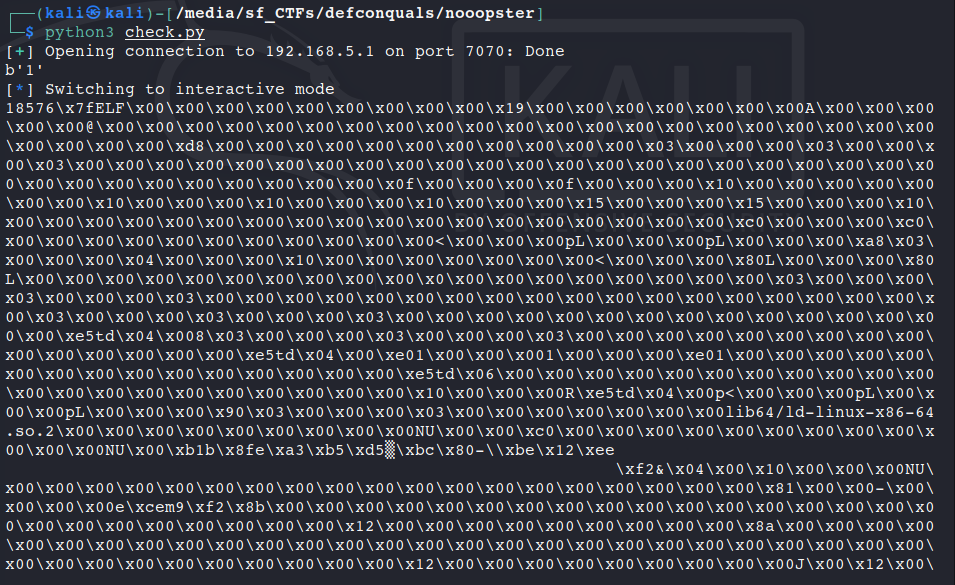 ┌──(kali㉿kali)-[/media/sf_CTFs/defconquals/nooopster]
└─$ python3 check.py
[+] Opening connection to 192.168.5.1 on port 7070: Done
b'1'
[*] Switching to interactive mode
18576\x7fELF\x00\x00\x00\x00\x00\x00\x00\x00\x00\x00\x19\x00\x00\x00\x00\x00\x00\x00A\x00\x00\x00
\x00\x00@\x00\x00\x00\x00\x00\x00\x00\x00\x00\x00\x00\x00\x00\x00\x00\x00\x00\x00\x00\x00\x00\x00
\x00\x00\x00\x00\xd8\x00\x00\x00\x00\x00\x00\x00\x00\x00\x00\x00\x03\x00\x00\x00\x03\x00\x00\x
00\x03\x00\x00\x00\x00\x00\x00\x00\x00\x00\x00\x00\x00\x00\x00\x00\x00\x00\x00\x00\x00\x00\x0
0\x00\x00\x00\x00\x00\x00\x00\x00\x0f\x00\x00\x00\x0f\x00\x00\x00\x10\x00\x00\x00\x00\x00\x00
\x00\x00\x10\x00\x00\x00\x10\x00\x00\x00\x10\x00\x00\x00\x15\x00\x00\x00\x15\x00\x00\x00\x10\
x00\x00\x00\x00\x00\x000\x00\x00\x000\x00\x00\x000\x00\x00\x00\xc0\x00\x00\x00\xc0\
x00\x00\x00\x00\x00\x00\x00\x00\x00\x00<\x00\x00\x00pL\x00\x00\x00pL\x00\x00\x00\xa8\x03\
x00\x00\x00\x04\x00\x00\x10\x00\x00\x00\x00\x00\x00\x00<\x00\x00\x00\x80L\x00\x00\x00\x80
L\x00\x00\x00\x00\x00\x00\x00\x00\x00\x00\x0\x00\x00\x00\x00\x00\x00\x00\x00\x03\x00\x00\x00\
x03\x00\x00\x00\x03\x00\x00\x00\x00\x00\x00\x00\x00\x00\x00\x00\x00\x00\x00\x00\x00\x00\x00\x
00\x03\x00\x00\x00\x03\x00\x00\x00\x03\x00\x00\x00\x00\x00\x00\x00\x00\x00\x00\x00\x00\x00\x0
0\x00\xe5td\x04\x008\x03\x00\x00\x00\x03\x00\x00\x00\x03\x00\x00\x00\x00\x00\x00\x00\x00\x00\
x00\x00\x00\x00\x00\x00\xe5td\x04\x00\xe01\x00\x00\x001\x00\x00\x00\xe01\x00\x00\x00\x00\x00\
x00\x00\x00\x00\x00\x00\x00\x00\x00\x00\xe5td\x06\x00\x00\x00\x00\x00\x00\x00\x00\x00\x00\x00
\x00\x00\x00\x00\x00\x00\x00\x00\x00\x10\x00\x00\x00R\xe5td\x04\x00p<\x00\x00\x00pL\x00\x
00\x00pL\x00\x00\x00\x90\x03\x00\x00\x00\x03\x00\x00\x00\x00\x00\x00\x00lib64/ld-linux-x86-64
.so.2\x00\x00\x00\x00\x00\x00\x00\x00NU\x00\xc0\x00\x00\x00\x00\x00\x00\x00\x00\x00\x00\x00\x
00\x00\x00NU\x00\xb1b\x8fe\xa3\xb5\xd5▒\xbc\x80-\\xbe\x12\xee
\xf2&\x04\x00\x10\x00\x00\x00NU\
x00\x00\x00\x00\x00\x00\x00\x00\x00\x00\x00\x00\x00\x00\x00\x00\x00\x00\x00\x81\x00\x00-\x00\
x00\x00\x00e\xcem9\xf2\x8b\x00\x00\x00\x00\x00\x00\x00\x00\x00\x00\x00\x00\x00\x00\x00\x00\x0
0\x00\x00\x00\x00\x00\x00\x00\x12\x00\x00\x00\x00\x00\x00\x00\x00\x00\x00\x8a\x00\x00\x00\x00
\x00\x00\x00\x00\x00\x00\x00\x00\x00\x00\x00\x00\x00\x00\x00\x00\x00\x00\x00\x00\x00\x00\x00\
x00\x00\x00\x00\x00\x00\x00\x00\x00\x00\x12\x00\x00\x00\x00\x00\x00\x00\x00\x00J\x00\x12\x00\